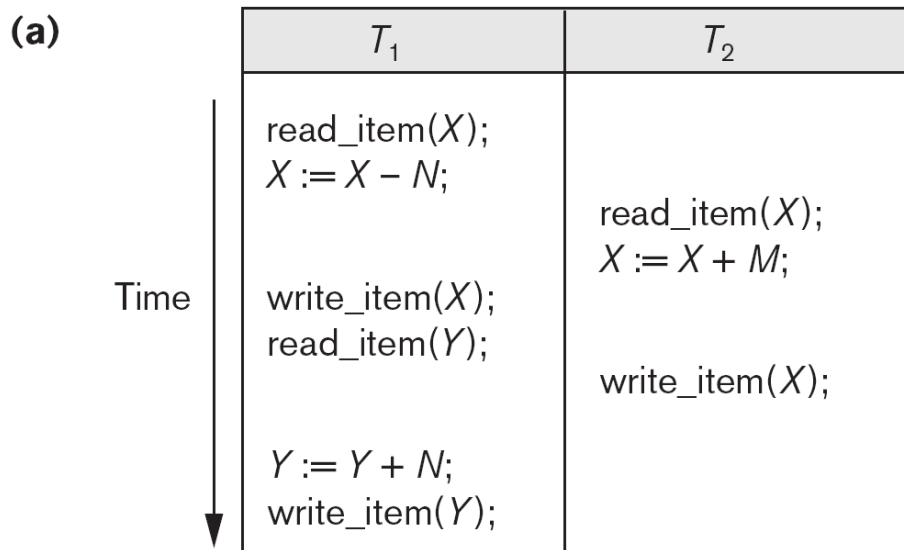 (a)
T₁ T₂
read_item(X);
X := X – N;
read_item(X);
X := X + M;
Time
write_item(X);
read_item(Y);
write_item(X);
Y := Y + N;
write_item(Y);